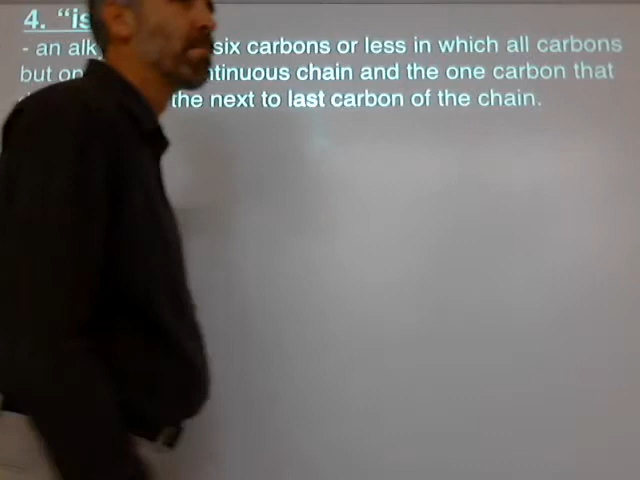 4. “is
- an alk six carbons or less in which all carbons
but on tinuous chain and the one carbon that
the next to last carbon of the chain.